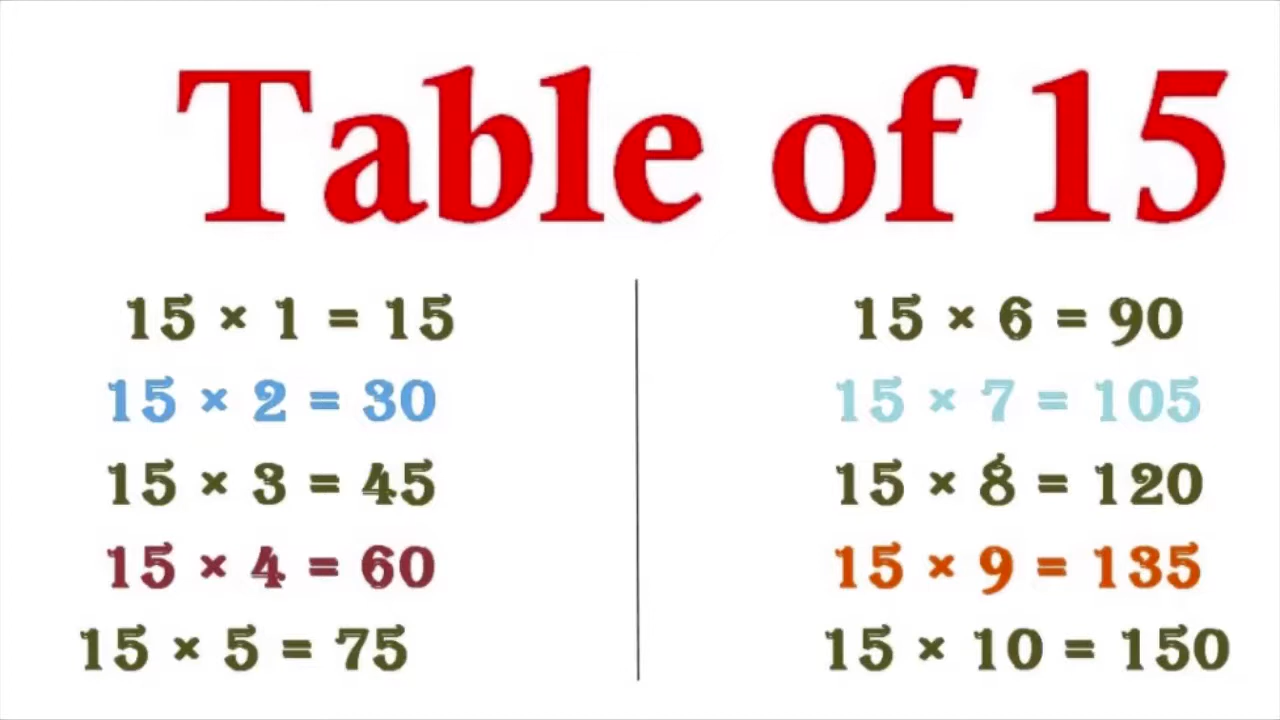 Table of 15
15 × 1 = 15
15 × 2 = 30
15 × 3 = 45
15 × 4 = 60
15 × 5 = 75
15 × 6 = 90
15 × 7 = 105
15 × 8 = 120
15 × 9 = 135
15 × 10 = 150